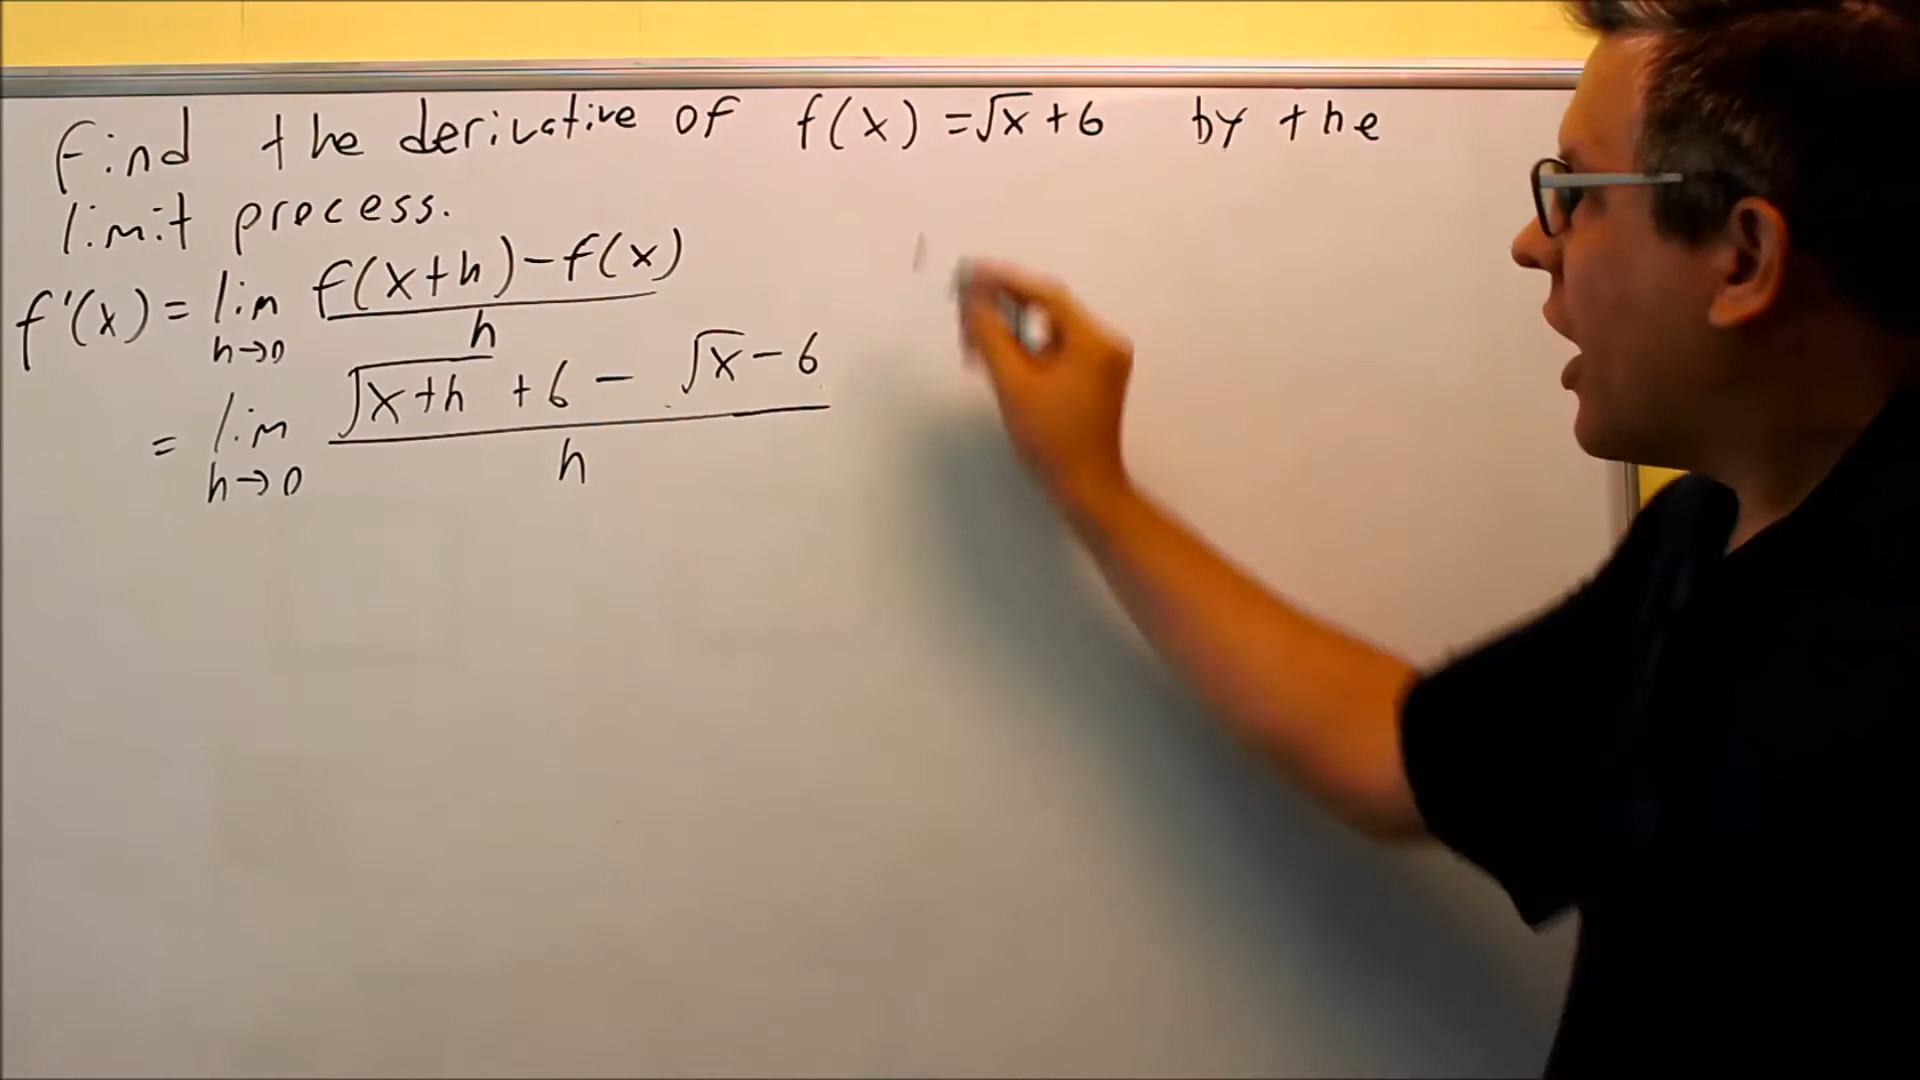 Find the derivative of f(x) = √x + 6 by the
limit process.
f'(x) = lim h→0 f(x+h) - f(x) / h
= lim h→0 √x+h + 6 - √x - 6 / h